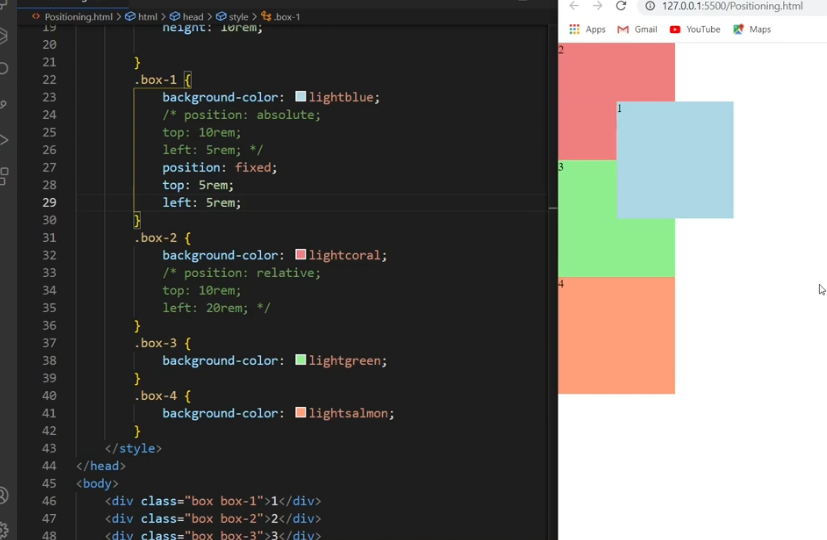 Positioning.html > html > head > style > .box-1
19 height: 10rem;
20
21 }
22 .box-1 {
23 background-color: lightblue;
24 /* position: absolute;
25 top: 10rem;
26 left: 5rem; */
27 position: fixed;
28 top: 5rem;
29 left: 5rem;
30 }
31 .box-2 {
32 background-color: lightcoral;
33 /* position: relative;
34 top: 10rem;
35 left: 20rem; */
36 }
37 .box-3 {
38 background-color: lightgreen;
39 }
40 .box-4 {
41 background-color: lightsalmon;
42 }
43 </style>
44 </head>
45 <body>
46 <div class="box box-1">1</div>
47 <div class="box box-2">2</div>
48 <div class="box box-3">3</div>
127.0.0.1:5500/Positioning.html
Apps Gmail YouTube Maps
2
1
3
4